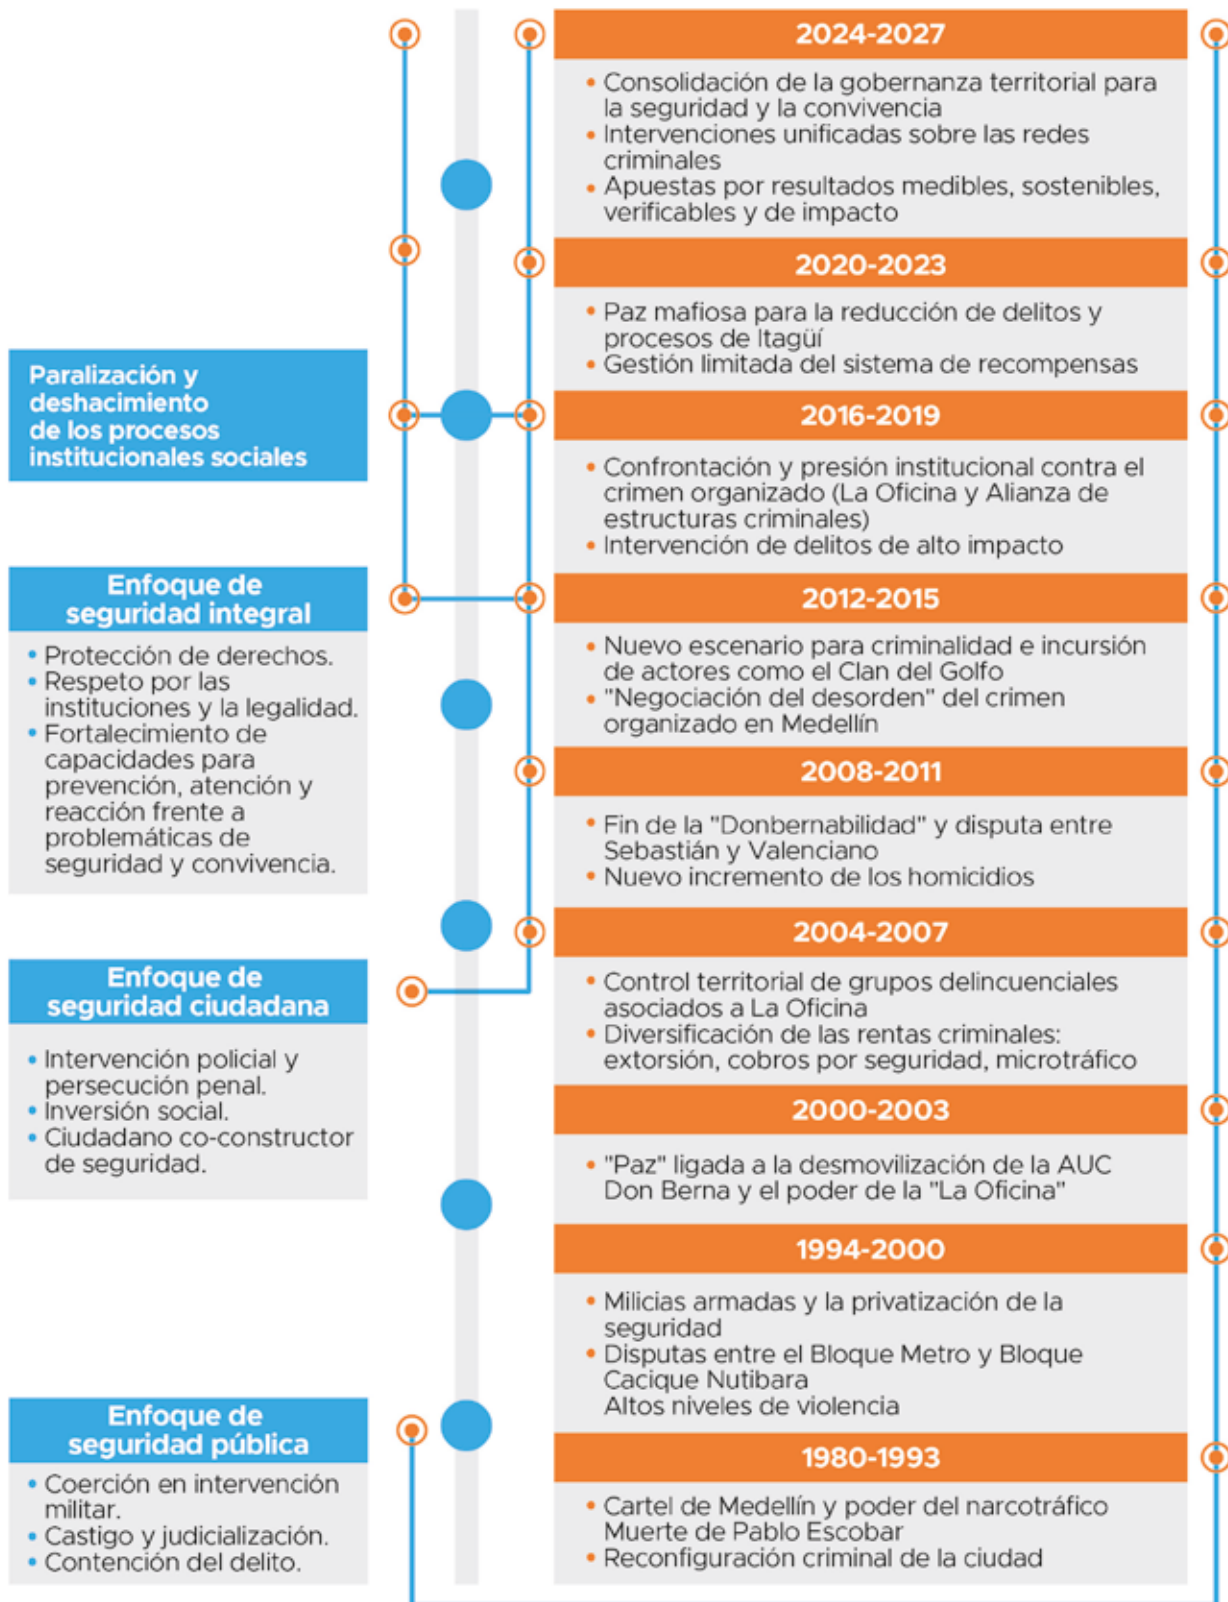 2024-2027
• Consolidación de la gobernanza territorial para
la seguridad y la convivencia
• Intervenciones unificadas sobre las redes
criminales
• Apuestas por resultados medibles, sostenibles,
verificables y de impacto
2020-2023
• Paz mafiosa para la reducción de delitos y
procesos de Itagüí
• Gestión limitada del sistema de recompensas
Paralización y
deshacimiento
de los procesos
institucionales sociales
2016-2019
• Confrontación y presión institucional contra el
crimen organizado (La Oficina y Alianza de
estructuras criminales)
• Intervención de delitos de alto impacto
Enfoque de
seguridad integral
• Protección de derechos.
• Respeto por las
instituciones y la legalidad.
• Fortalecimiento de
capacidades para
prevención, atención y
reacción frente a
problemáticas de
seguridad y convivencia.
2012-2015
• Nuevo escenario para criminalidad e incursión
de actores como el Clan del Golfo
• "Negociación del desorden" del crimen
organizado en Medellín
2008-2011
• Fin de la "Donbernabilidad" y disputa entre
Sebastián y Valenciano
• Nuevo incremento de los homicidios
2004-2007
• Control territorial de grupos delincuenciales
asociados a La Oficina
• Diversificación de las rentas criminales:
extorsión, cobros por seguridad, microtráfico
Enfoque de
seguridad ciudadana
• Intervención policial y
persecución penal.
• Inversión social.
• Ciudadano co-constructor
de seguridad.
2000-2003
• "Paz" ligada a la desmovilización de la AUC
Don Berna y el poder de la "La Oficina"
1994-2000
• Milicias armadas y la privatización de la
seguridad
• Disputas entre el Bloque Metro y Bloque
Cacique Nutibara
Altos niveles de violencia
Enfoque de
seguridad pública
• Coerción en intervención
militar.
• Castigo y judicialización.
• Contención del delito.
1980-1993
• Cartel de Medellín y poder del narcotráfico
Muerte de Pablo Escobar
• Reconfiguración criminal de la ciudad